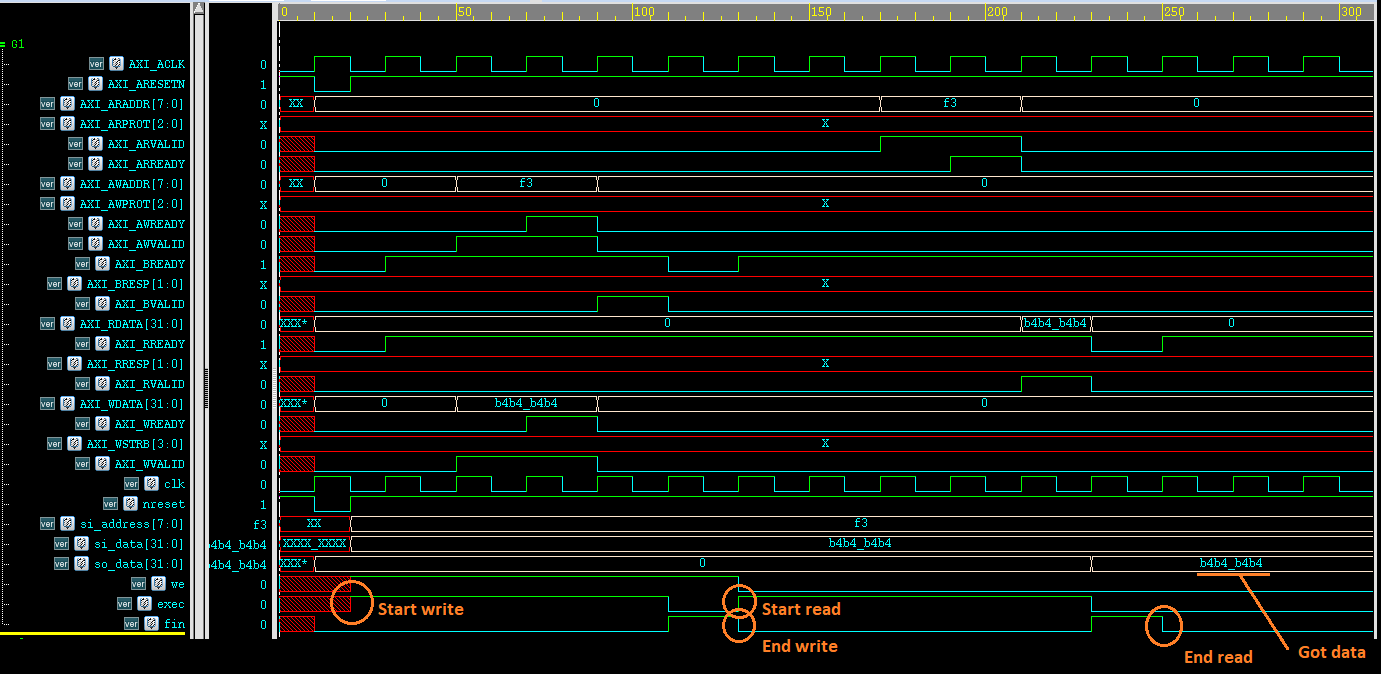 0 50 100 150 200 250 300
G1
ver AXI_ACLK 0
ver AXI_ARESETN 1
ver AXI_ARADDR[7:0] 0 XX 0 f3 0
ver AXI_ARPROT[2:0] X X
ver AXI_ARVALID 0
ver AXI_ARREADY 0
ver AXI_AWADDR[7:0] 0 XX 0 f3 0
ver AXI_AWPROT[2:0] X X
ver AXI_AWREADY 0
ver AXI_AWVALID 0
ver AXI_BREADY 1
ver AXI_BRESP[1:0] X X
ver AXI_BVALID 0
ver AXI_RDATA[31:0] 0 XXX* 0 b4b4_b4b4 0
ver AXI_RREADY 1
ver AXI_RRESP[1:0] X X
ver AXI_RVALID 0
ver AXI_WDATA[31:0] 0 XXX* 0 b4b4_b4b4 0
ver AXI_WREADY 0
ver AXI_WSTRB[3:0] X X
ver AXI_WVALID 0
ver clk 0
ver nreset 1
ver si_address[7:0] f3 XX f3
ver si_data[31:0] b4b4_b4b4 XXXX_XXXX b4b4_b4b4
ver so_data[31:0] b4b4_b4b4 XXX* 0 b4b4_b4b4
ver we 0
ver exec 0 Start write Start read
ver fin 0
End write
End read Got data